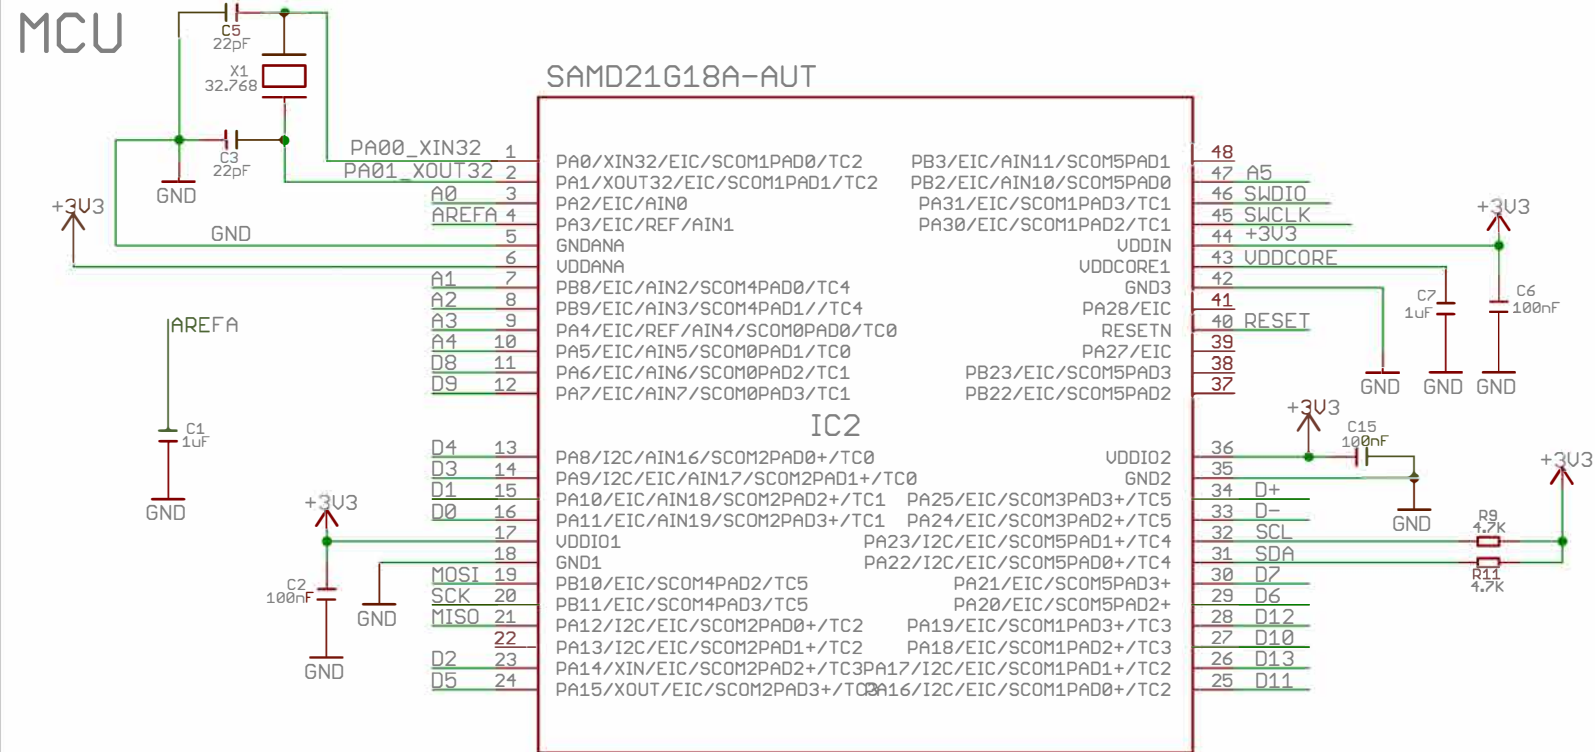 MCU
C5
22pF
X1
32.768
C3
22pF
GND
+3V3
GND
PA00_XIN32
PA01_XOUT32
A0
AREFA
A1
A2
A3
A4
D8
D9
AREFA
C1
1uF
GND
D4
D3
D1
D0
+3V3
C2
100nF
GND
GND
MOSI
SCK
MISO
D2
D5
SAMD21G18A-AUT
1 PA0/XIN32/EIC/SCOM1PAD0/TC2
2 PA1/XOUT32/EIC/SCOM1PAD1/TC2
3 PA2/EIC/AIN0
4 PA3/EIC/REF/AIN1
5 GNDANA
6 VDDANA
7 PB8/EIC/AIN2/SCOM4PAD0/TC4
8 PB9/EIC/AIN3/SCOM4PAD1//TC4
9 PA4/EIC/REF/AIN4/SCOM0PAD0/TC0
10 PA5/EIC/AIN5/SCOM0PAD1/TC0
11 PA6/EIC/AIN6/SCOM0PAD2/TC1
12 PA7/EIC/AIN7/SCOM0PAD3/TC1
IC2
13 PA8/I2C/AIN16/SCOM2PAD0+/TC0
14 PA9/I2C/EIC/AIN17/SCOM2PAD1+/TC0
15 PA10/EIC/AIN18/SCOM2PAD2+/TC1
16 PA11/EIC/AIN19/SCOM2PAD3+/TC1
17 VDDIO1
18 GND1
19 PB10/EIC/SCOM4PAD2/TC5
20 PB11/EIC/SCOM4PAD3/TC5
21 PA12/I2C/EIC/SCOM2PAD0+/TC2
22 PA13/I2C/EIC/SCOM2PAD1+/TC2
23 PA14/XIN/EIC/SCOM2PAD2+/TC3
24 PA15/XOUT/EIC/SCOM2PAD3+/TC3
PB3/EIC/AIN11/SCOM5PAD1 48
PB2/EIC/AIN10/SCOM5PAD0 47 A5
PA31/EIC/SCOM1PAD3/TC1 46 SWDIO
PA30/EIC/SCOM1PAD2/TC1 45 SWCLK
VDDIN 44 +3V3
VDDCORE1 43 VDDCORE
GND3 42
PA28/EIC 41
RESETN 40 RESET
PA27/EIC 39
PB23/EIC/SCOM5PAD3 38
PB22/EIC/SCOM5PAD2 37
VDDIO2 36
GND2 35
PA25/EIC/SCOM3PAD3+/TC5 34 D+
PA24/EIC/SCOM3PAD2+/TC5 33 D-
PA23/I2C/EIC/SCOM5PAD1+/TC4 32 SCL
PA22/I2C/EIC/SCOM5PAD0+/TC4 31 SDA
PA21/EIC/SCOM5PAD3+ 30 D7
PA20/EIC/SCOM5PAD2+ 29 D6
PA19/EIC/SCOM1PAD3+/TC3 28 D12
PA18/EIC/SCOM1PAD2+/TC3 27 D10
PA17/I2C/EIC/SCOM1PAD1+/TC2 26 D13
PA16/I2C/EIC/SCOM1PAD0+/TC2 25 D11
+3V3
C7
1uF
C6
100nF
GND
GND
GND
+3V3
C15
100nF
GND
+3V3
R9
4.7K
R11
4.7K